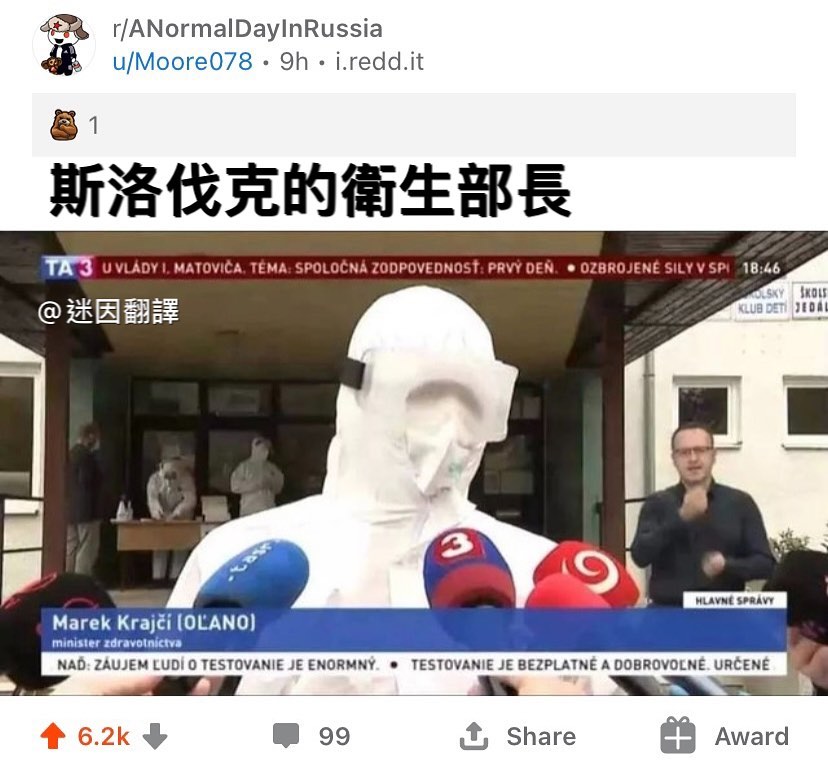 r/ANormalDayInRussia
u/Moore078 • 9h • i.redd.it
1
斯洛伐克的衛生部長
TA 3 U VLÁDY I. MATOVIČA. TÉMA: SPOLOČNÁ ZODPOVEDNOSŤ: PRVÝ DEŇ. • OZBROJENÉ SILY V SPI 18:46
@迷因翻譯
KLUB DETÍ
ta3r
3
HLAVNÉ SPRÁVY
Marek Krajčí (OĽANO)
minister zdravotníctva
NAĎ: ZÁUJEM ĽUDÍ O TESTOVANIE JE ENORMNÝ. • TESTOVANIE JE BEZPLATNÉ A DOBROVOĽNÉ. URČENÉ
6.2k
99
Share
Award